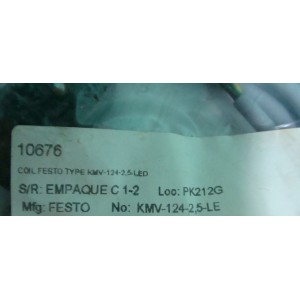 10676
COIL FESTO TYPE KMV-124-2,5-LED
S/R: EMPAQUE C 1-2 Loc: PK212G
Mfg: FESTO No: KMV-124-2,5-LE